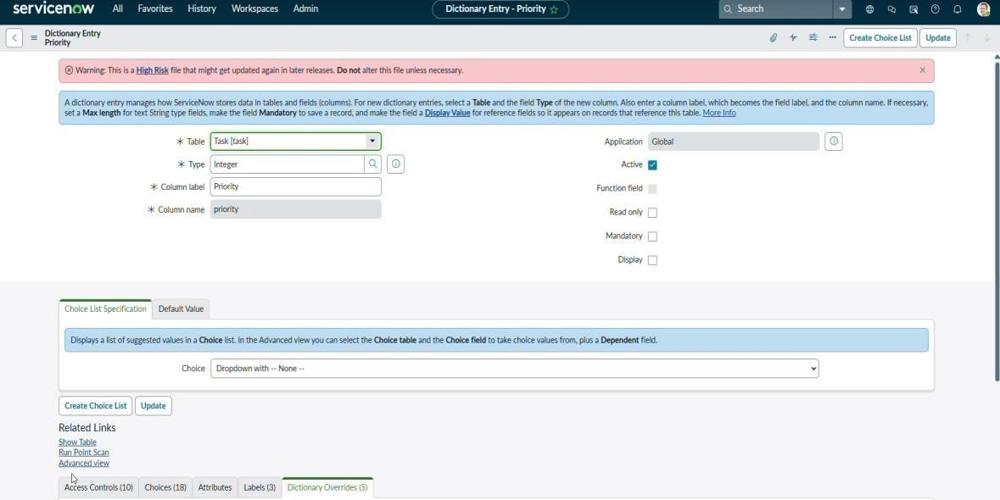 servicenow All Favorites History Workspaces Admin Dictionary Entry - Priority Search
Dictionary Entry
Priority
Create Choice List Update
Warning: This is a High Risk file that might get updated again in later releases. Do not alter this file unless necessary.
A dictionary entry manages how ServiceNow stores data in tables and fields (columns). For new dictionary entries, select a Table and the field Type of the new column. Also enter a column label, which becomes the field label, and the column name. If necessary,
set a Max length for text String type fields, make the field Mandatory to save a record, and make the field a Display Value for reference fields so it appears on records that reference this table. More Info
Table Task [task]
Type Integer
Column label Priority
Column name priority
Application Global
Active
Function field
Read only
Mandatory
Display
Choice List Specification Default Value
Displays a list of suggested values in a Choice list. In the Advanced view you can select the Choice table and the Choice field to take choice values from, plus a Dependent field.
Choice Dropdown with -- None --
Create Choice List Update
Related Links
Show Table
Run Point Scan
Advanced view
Access Controls (10) Choices (18) Attributes Labels (3) Dictionary Overrides (5)